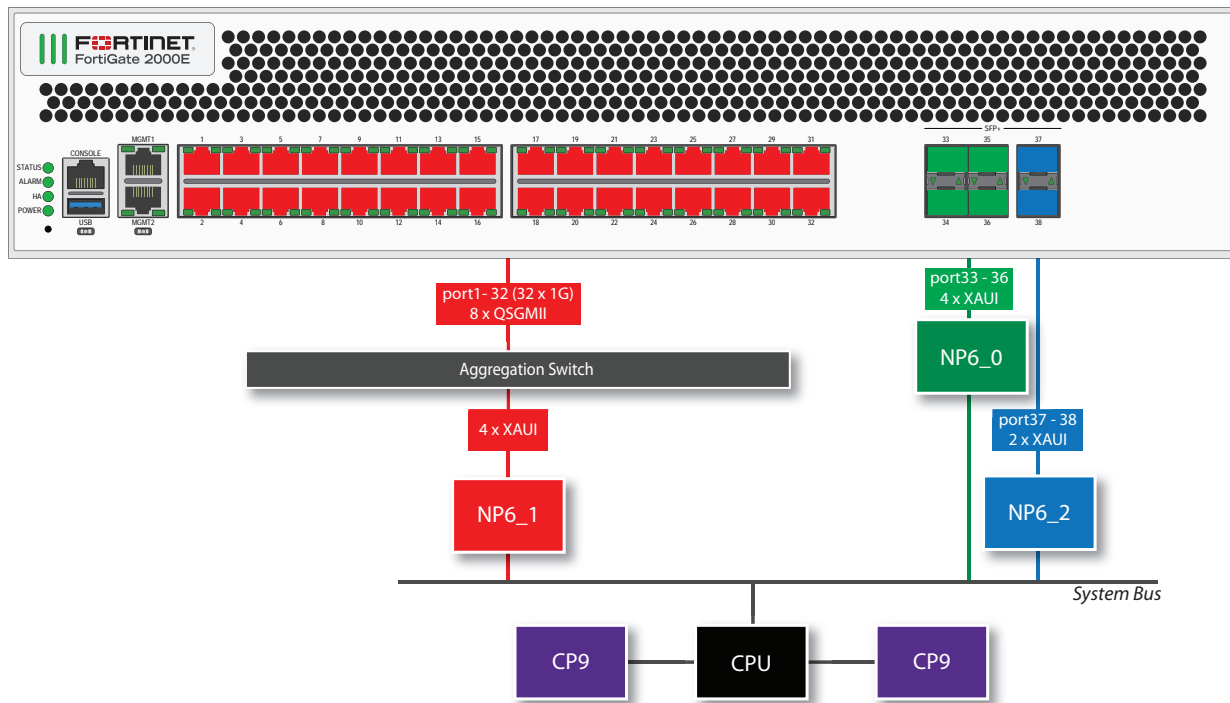 FORTINET
FortiGate 2000E
STATUS
ALARM
HA
POWER
CONSOLE
USB
MGMT1
MGMT2
1 3 5 7 9 11 13 15
2 4 6 8 10 12 14 16
17 19 21 23 25 27 29 31
18 20 22 24 26 28 30 32
SFP+
33 35 37
34 36 38
port1- 32 (32 x 1G)
8 x QSGMII
port33 - 36
4 x XAUI
Aggregation Switch
NP6_0
4 x XAUI
port37 - 38
2 x XAUI
NP6_1
NP6_2
System Bus
CP9
CPU
CP9